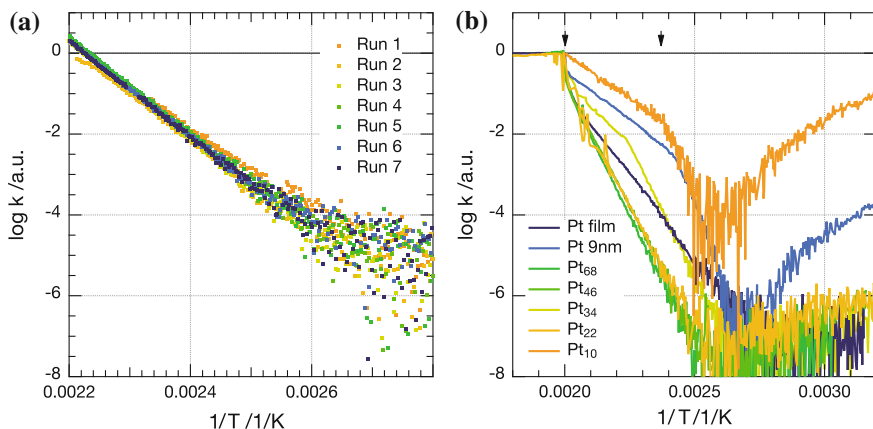 (a)
0
-2
-4
-6
-8
log k /a.u.
0.0022
0.0024
0.0026
1/T /1/K
Run 1
Run 2
Run 3
Run 4
Run 5
Run 6
Run 7
(b)
0
-2
-4
-6
-8
log k /a.u.
0.0020
0.0025
0.0030
1/T/1/K
Pt film
Pt 9nm
Pt68
Pt46
Pt34
Pt22
Pt10